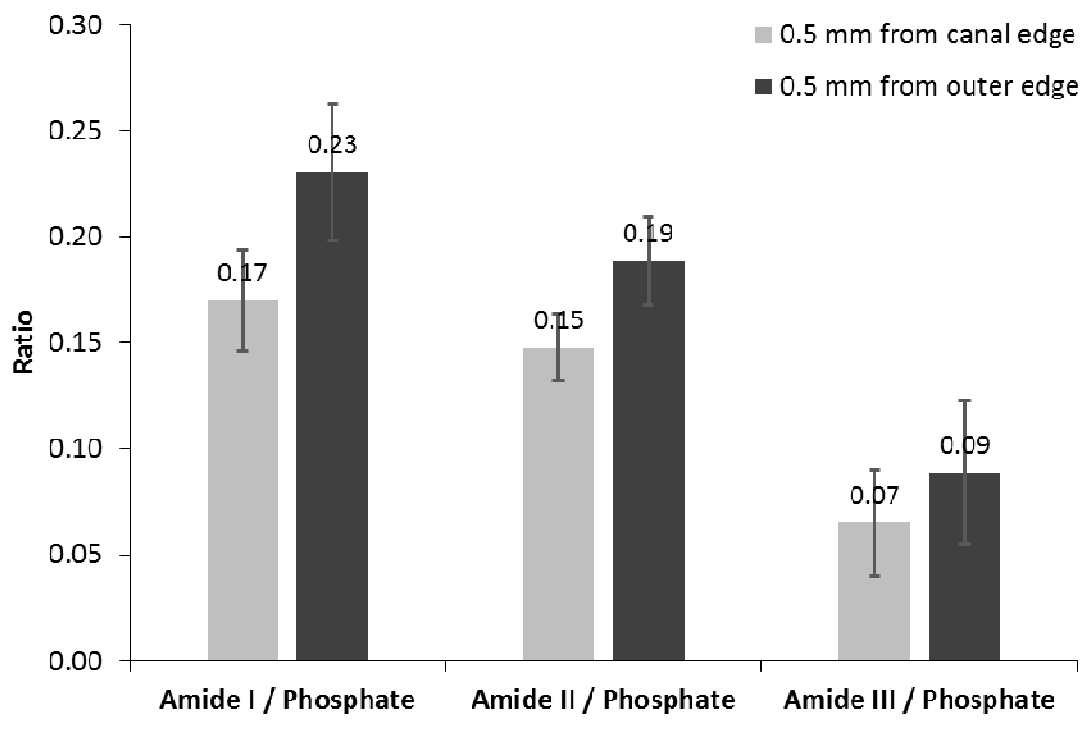 0.30
0.25
0.20
0.15
0.10
0.05
0.00
Ratio
0.5 mm from canal edge
0.5 mm from outer edge
0.17
0.23
0.15
0.19
0.07
0.09
Amide I / Phosphate
Amide II / Phosphate
Amide III / Phosphate